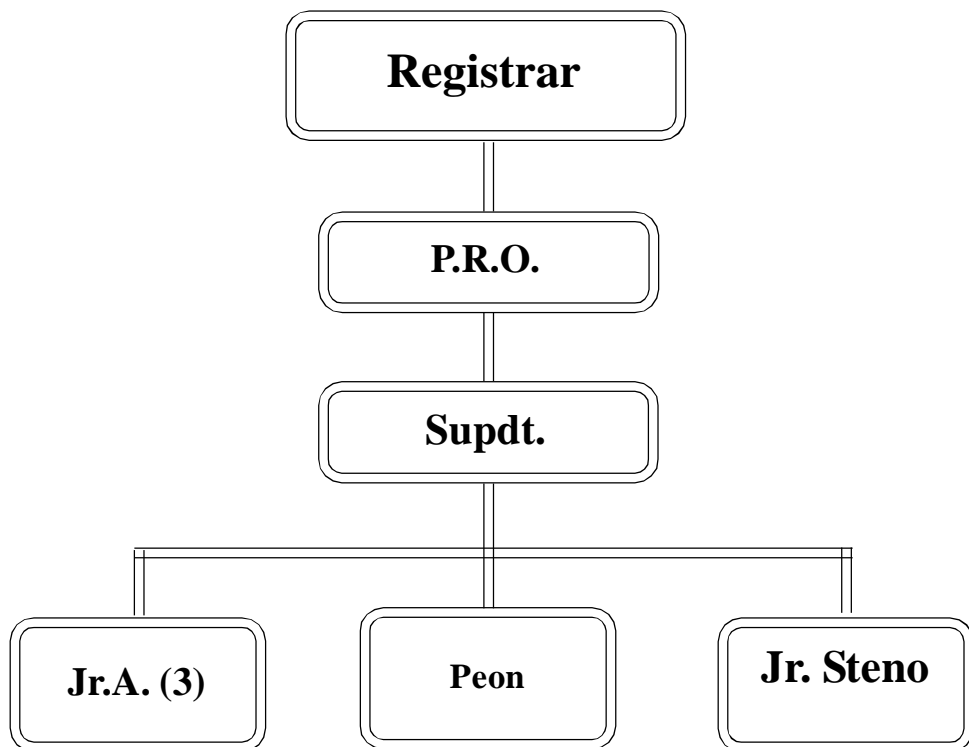 Registrar
P.R.O.
Supdt.
Jr.A. (3)
Peon
Jr. Steno